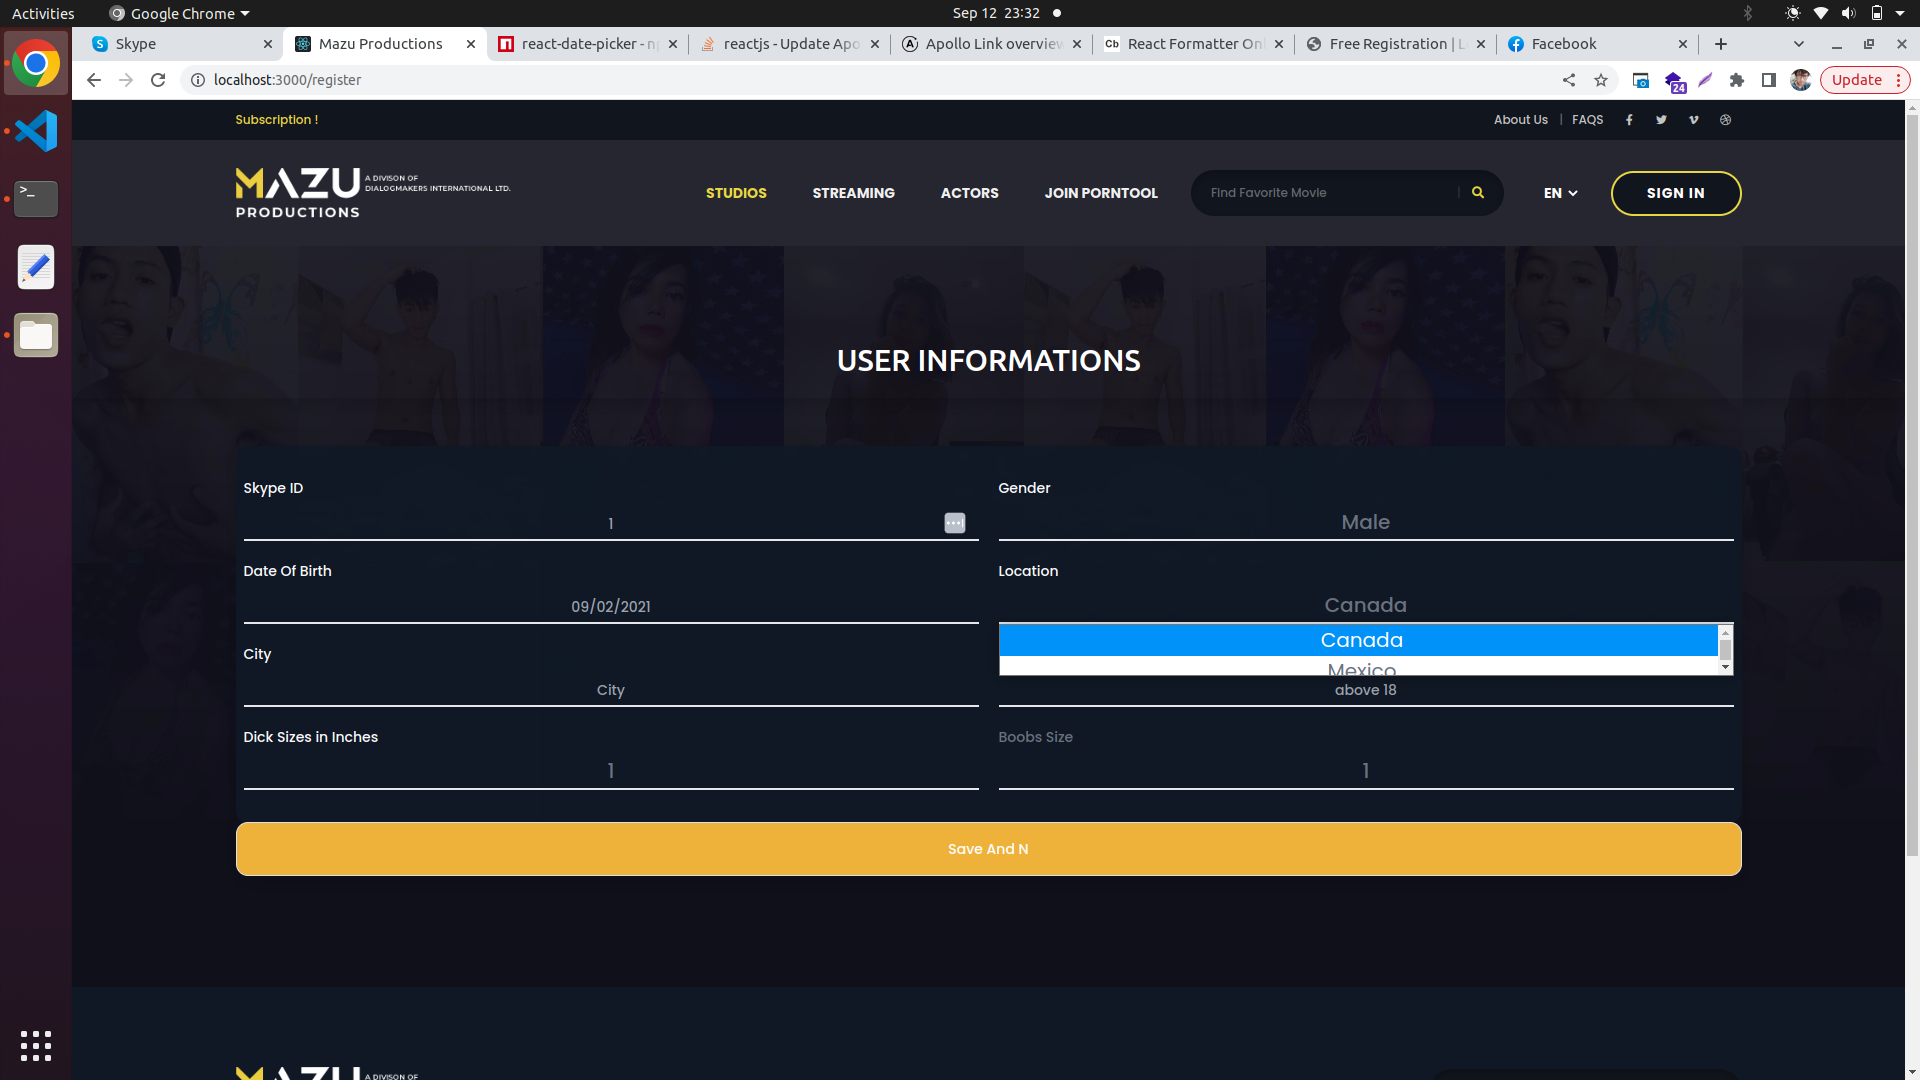 Activities
Google Chrome
Sep 12 23:32
Skype
Mazu Productions
react-date-picker - n
reactjs - Update Apo
Apollo Link overview
Cb
React Formatter Onl
Free Registration | L
Facebook
localhost:3000/register
24
Update
Subscription !
About Us | FAQS
MAZU
A DIVISON OF
DIALOGMAKERS INTERNATIONAL LTD.
PRODUCTIONS
STUDIOS
STREAMING
ACTORS
JOIN PORNTOOL
Find Favorite Movie
EN
SIGN IN
USER INFORMATIONS
Skype ID
Gender
1
Male
Date Of Birth
Location
09/02/2021
Canada
Canada
Mexico
City
City
above 18
Dick Sizes in Inches
Boobs Size
1
1
Save And N
MAZU
A DIVISON OF